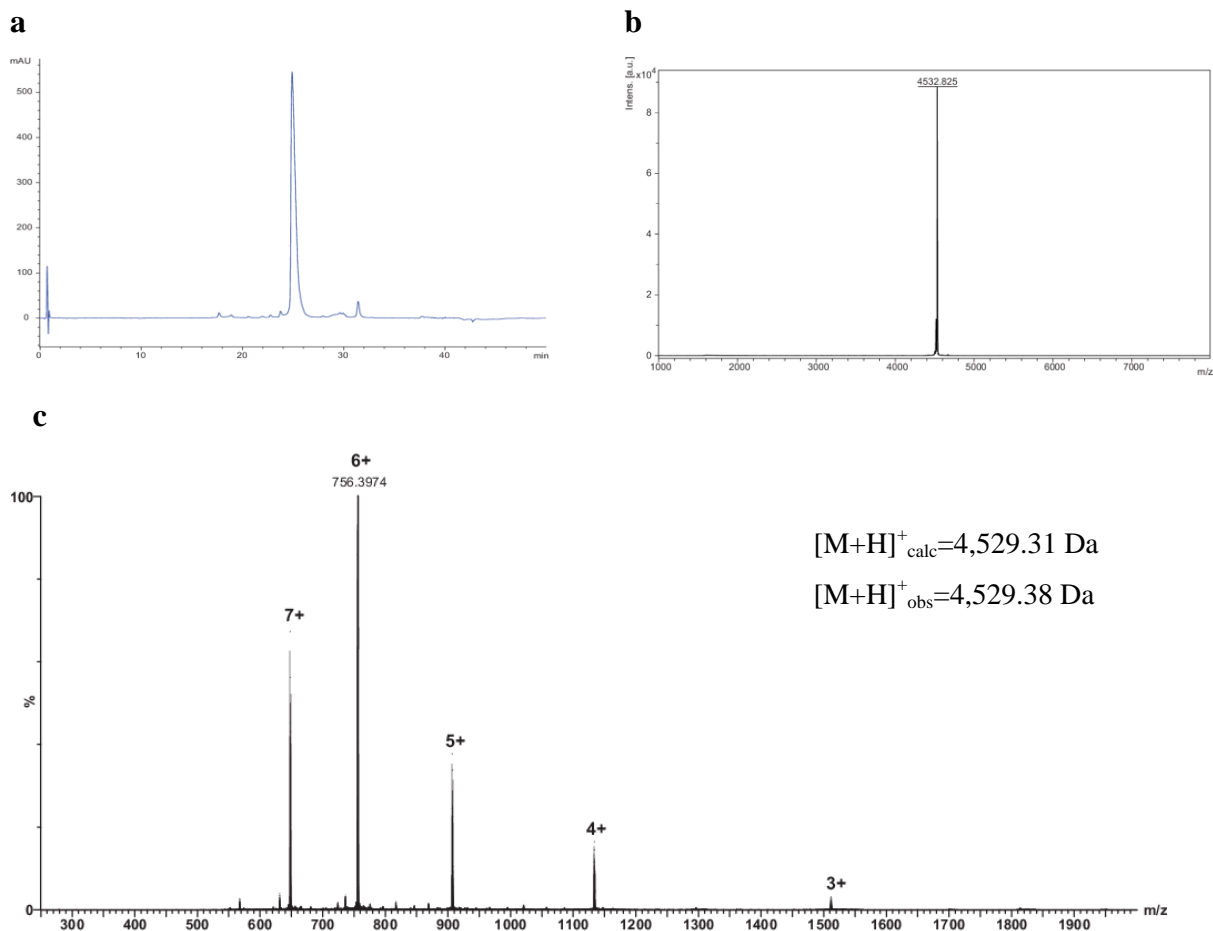 a
b
mAU
500
400
300
200
100
0
0 10 20 30 40 min
Intens. [a.u.]
x10⁴
4532.825
8
6
4
2
0
1000 2000 3000 4000 5000 6000 7000
m/z
c
6+
756.3974
100
7+
5+
4+
3+
%
0
300 400 500 600 700 800 900 1000 1100 1200 1300 1400 1500 1600 1700 1800 1900 m/z
[M+H]⁺calc=4,529.31 Da
[M+H]⁺obs=4,529.38 Da